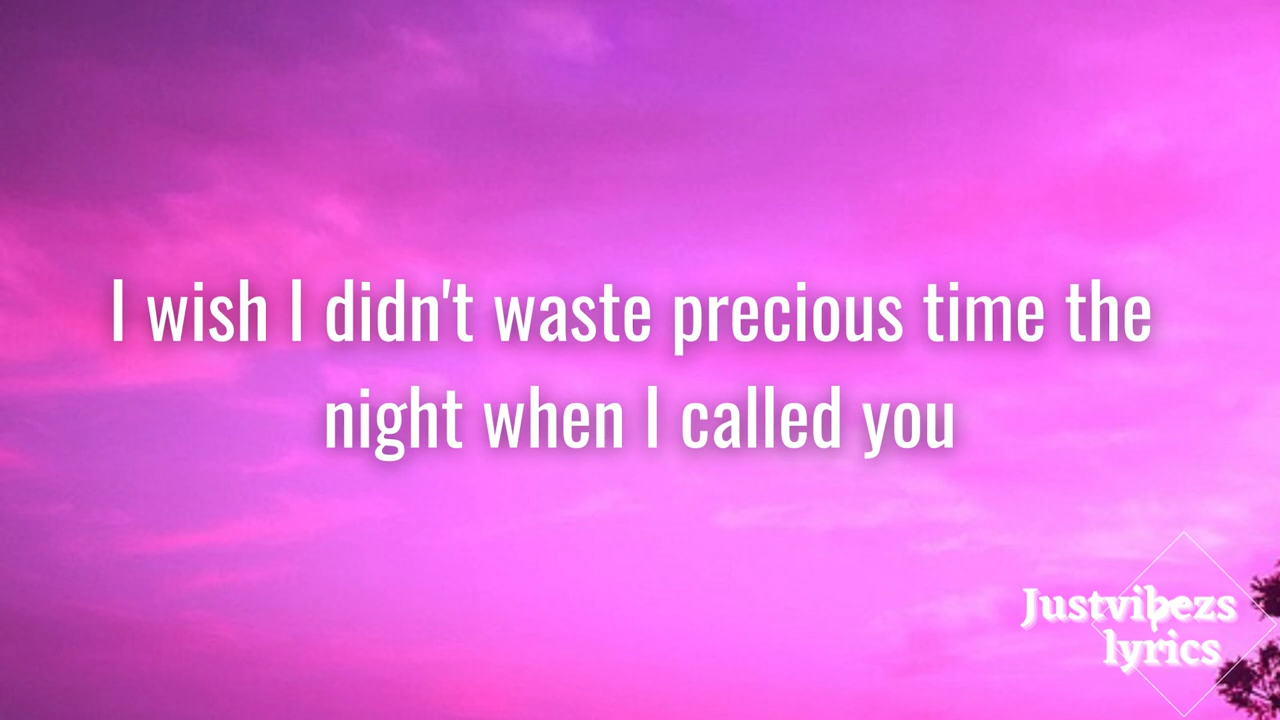 I wish I didn't waste precious time the
night when I called you
Justvibezs
lyrics